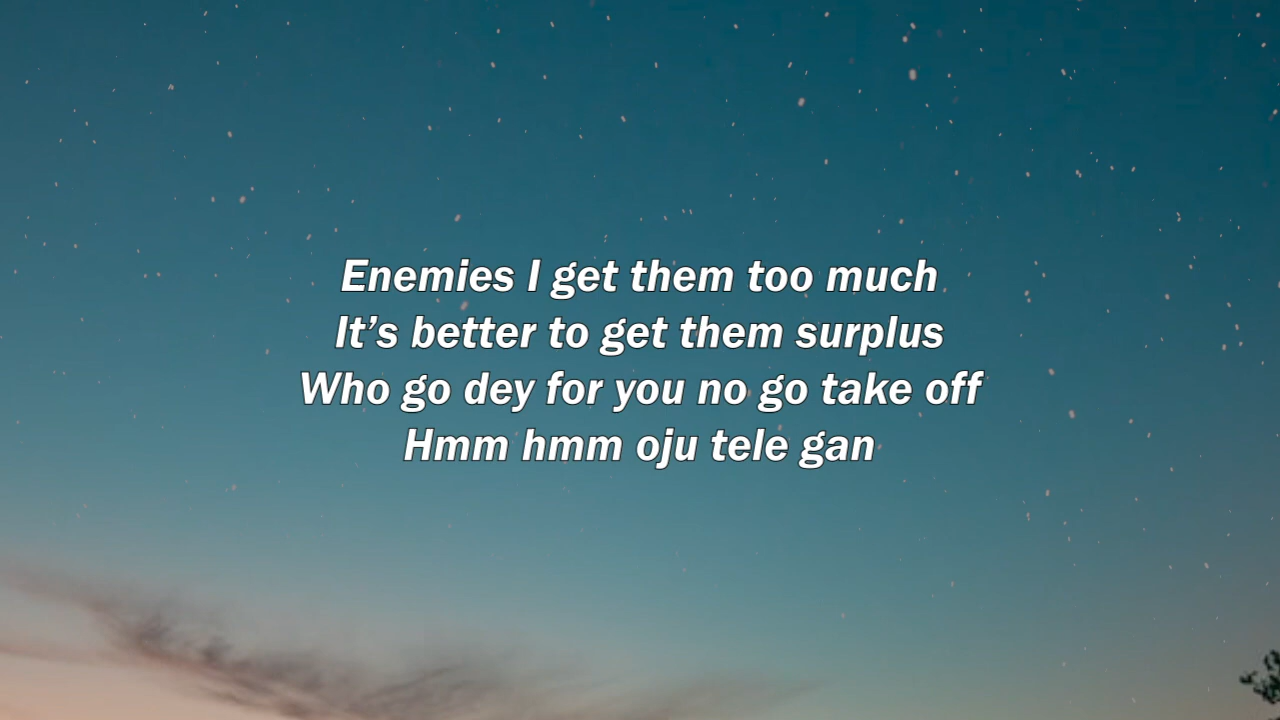 Enemies I get them too much
It’s better to get them surplus
Who go dey for you no go take off
Hmm hmm oju tele gan